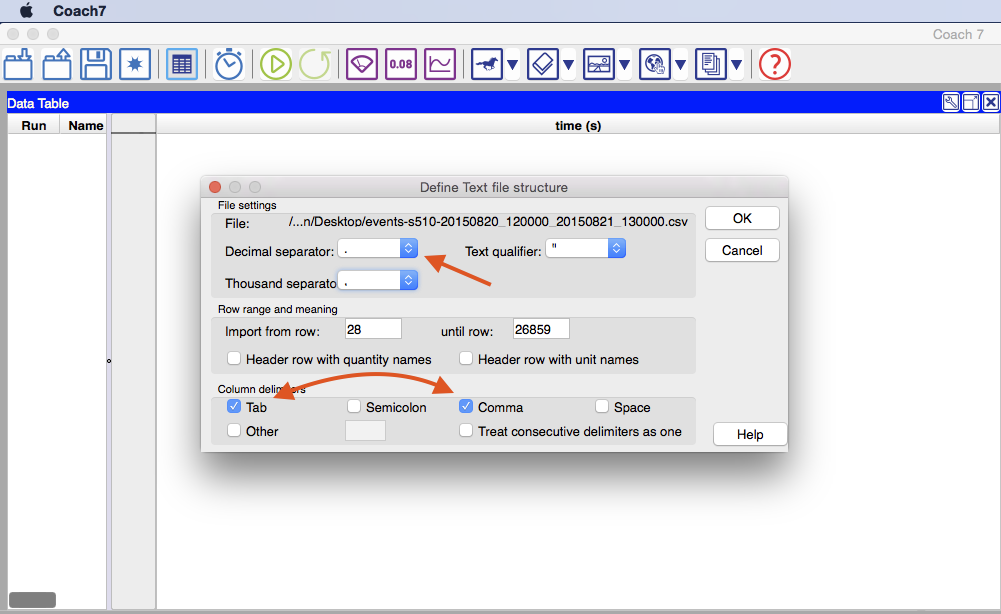 Coach7
Coach 7
0.08
?
Data Table
Run Name time (s)
Define Text file structure
File settings
File: /...n/Desktop/events-s510-20150820_120000_20150821_130000.csv
OK
Decimal separator: . Text qualifier: "
Cancel
Thousand separato ,
Row range and meaning
Import from row: 28 until row: 26859
Header row with quantity names Header row with unit names
Column delimiters
Tab Semicolon Comma Space
Other Treat consecutive delimiters as one
Help